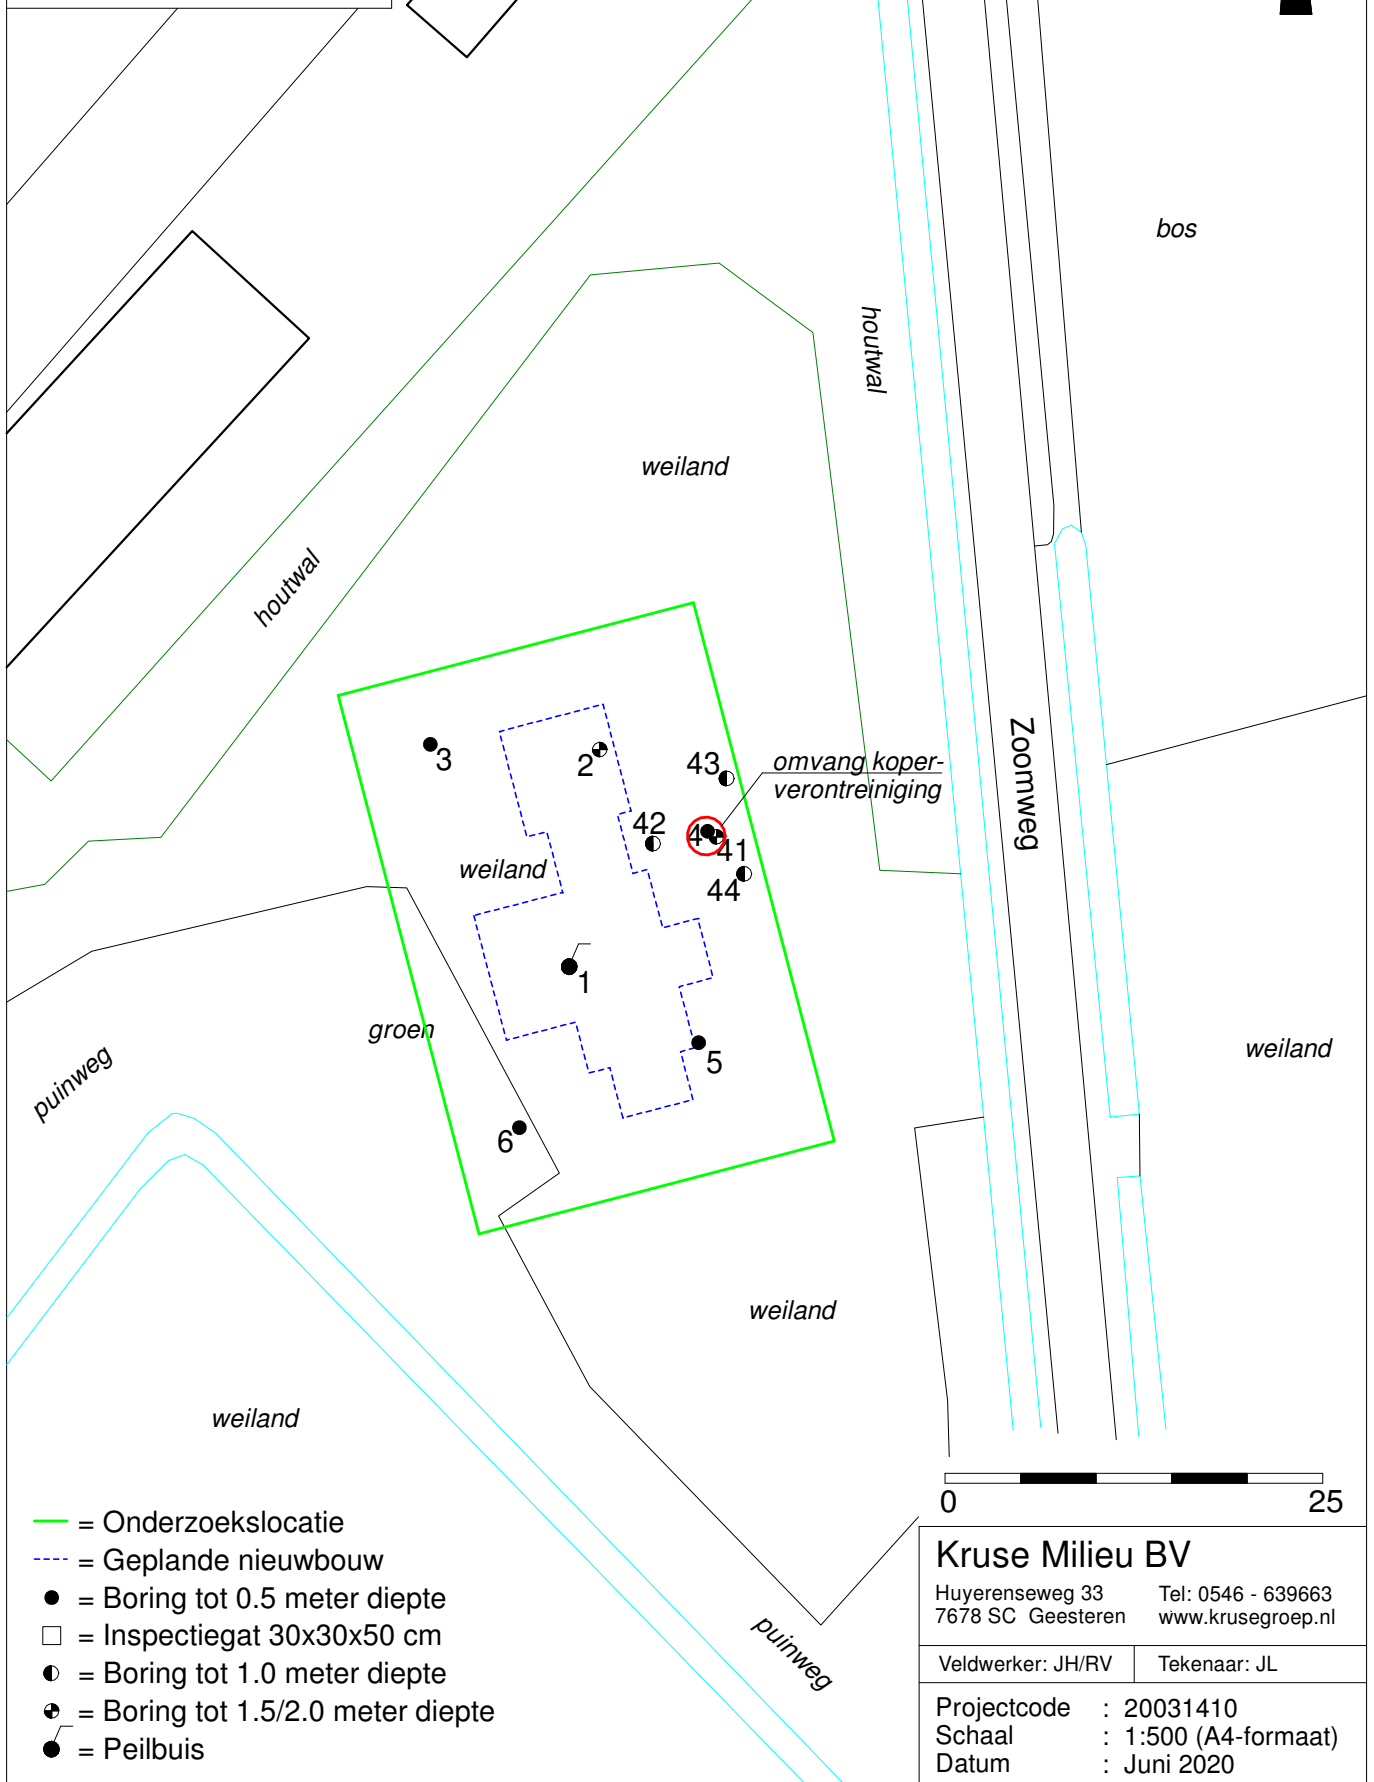 bos
houtwal
weiland
houtwal
3
2
43
omvang koper-
verontreiniging
Zoomweg
42
4
41
weiland
44
1
groen
5
weiland
puinweg
6
weiland
weiland
0 25
= Onderzoekslocatie
= Geplande nieuwbouw
= Boring tot 0.5 meter diepte
= Inspectiegat 30x30x50 cm
= Boring tot 1.0 meter diepte
= Boring tot 1.5/2.0 meter diepte
= Peilbuis
puinweg
Kruse Milieu BV
Huyerenseweg 33 Tel: 0546 - 639663
7678 SC Geesteren www.krusegroep.nl
Veldwerker: JH/RV Tekenaar: JL
Projectcode : 20031410
Schaal : 1:500 (A4-formaat)
Datum : Juni 2020